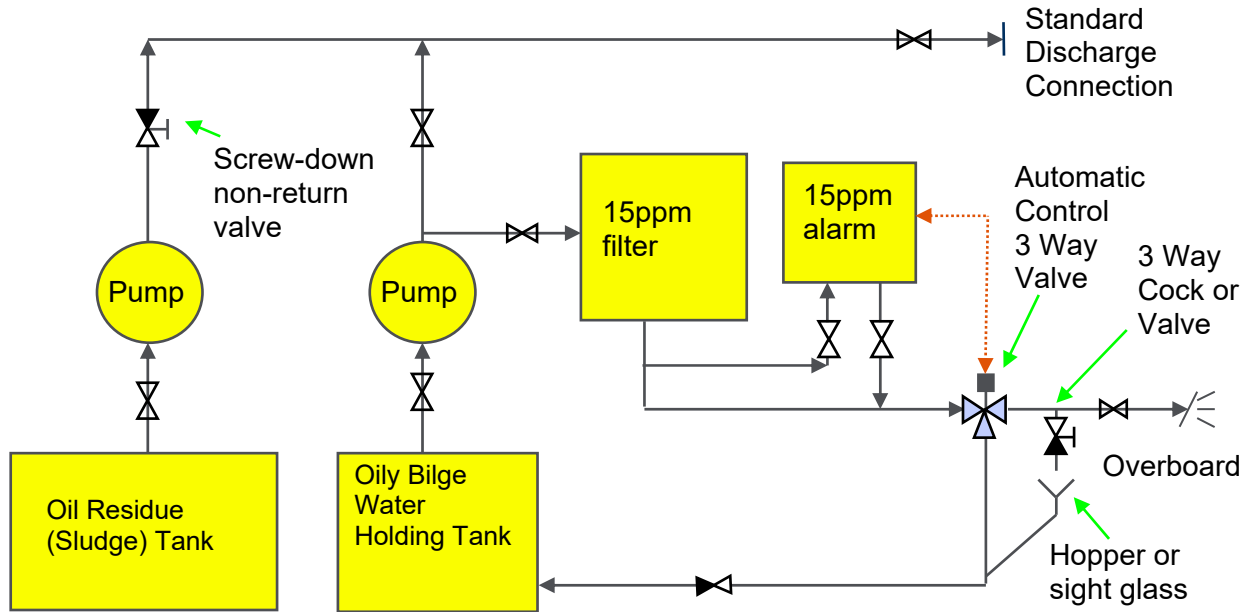 Standard
Discharge
Connection
Screw-down
non-return
valve
15ppm
filter
15ppm
alarm
Automatic
Control
3 Way
Valve
3 Way
Cock or
Valve
Pump
Pump
Overboard
Oil Residue
(Sludge) Tank
Oily Bilge
Water
Holding Tank
Hopper or
sight glass